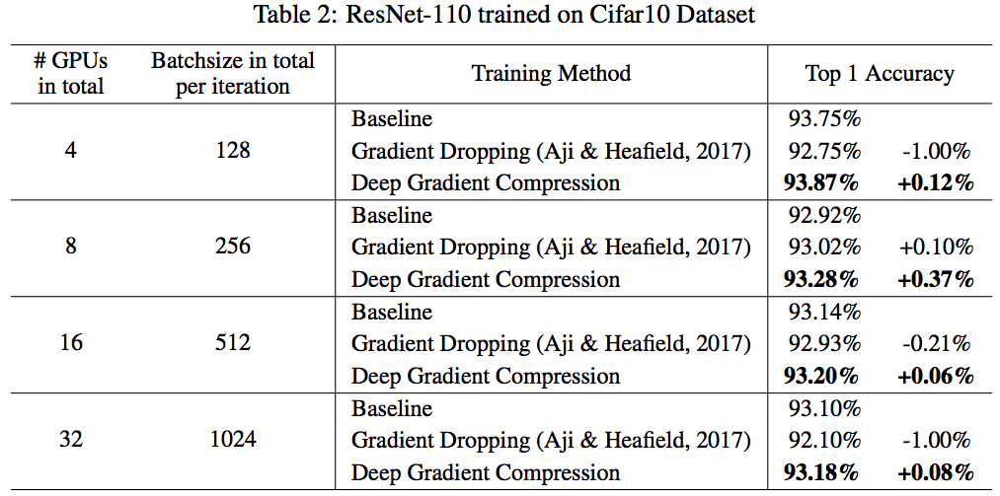 Table 2: ResNet-110 trained on Cifar10 Dataset
# GPUs in total Batchsize in total per iteration Training Method Top 1 Accuracy
4 128
Baseline 93.75%
Gradient Dropping (Aji & Heafield, 2017) 92.75% -1.00%
Deep Gradient Compression 93.87% +0.12%
8 256
Baseline 92.92%
Gradient Dropping (Aji & Heafield, 2017) 93.02% +0.10%
Deep Gradient Compression 93.28% +0.37%
16 512
Baseline 93.14%
Gradient Dropping (Aji & Heafield, 2017) 92.93% -0.21%
Deep Gradient Compression 93.20% +0.06%
32 1024
Baseline 93.10%
Gradient Dropping (Aji & Heafield, 2017) 92.10% -1.00%
Deep Gradient Compression 93.18% +0.08%